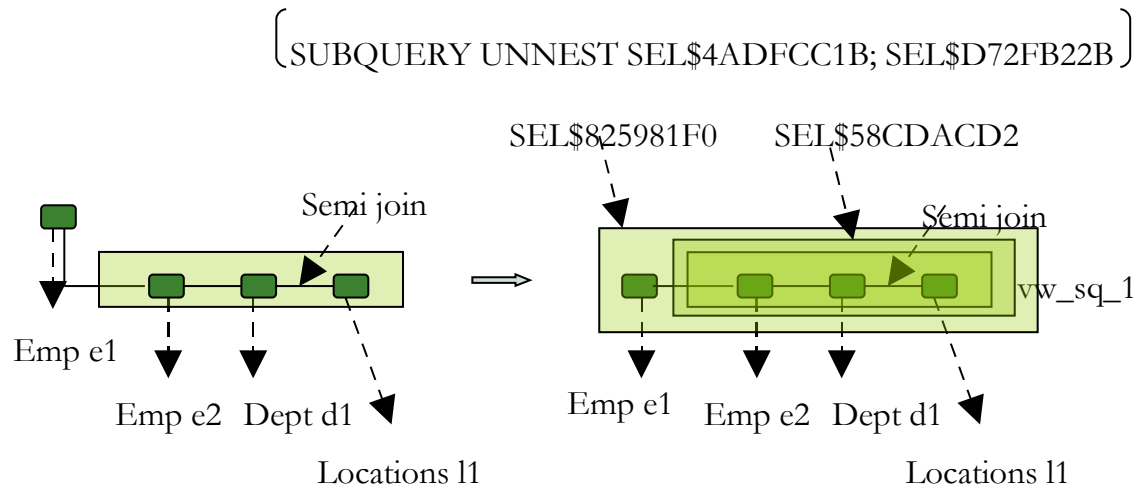 SUBQUERY UNNEST SEL$4ADFCC1B; SEL$D72FB22B
SEL$825981F0
SEL$58CDACD2
Semi join
Semi join
vw_sq_1
Emp e1
Emp e2
Dept d1
Locations l1
Emp e1
Emp e2
Dept d1
Locations l1